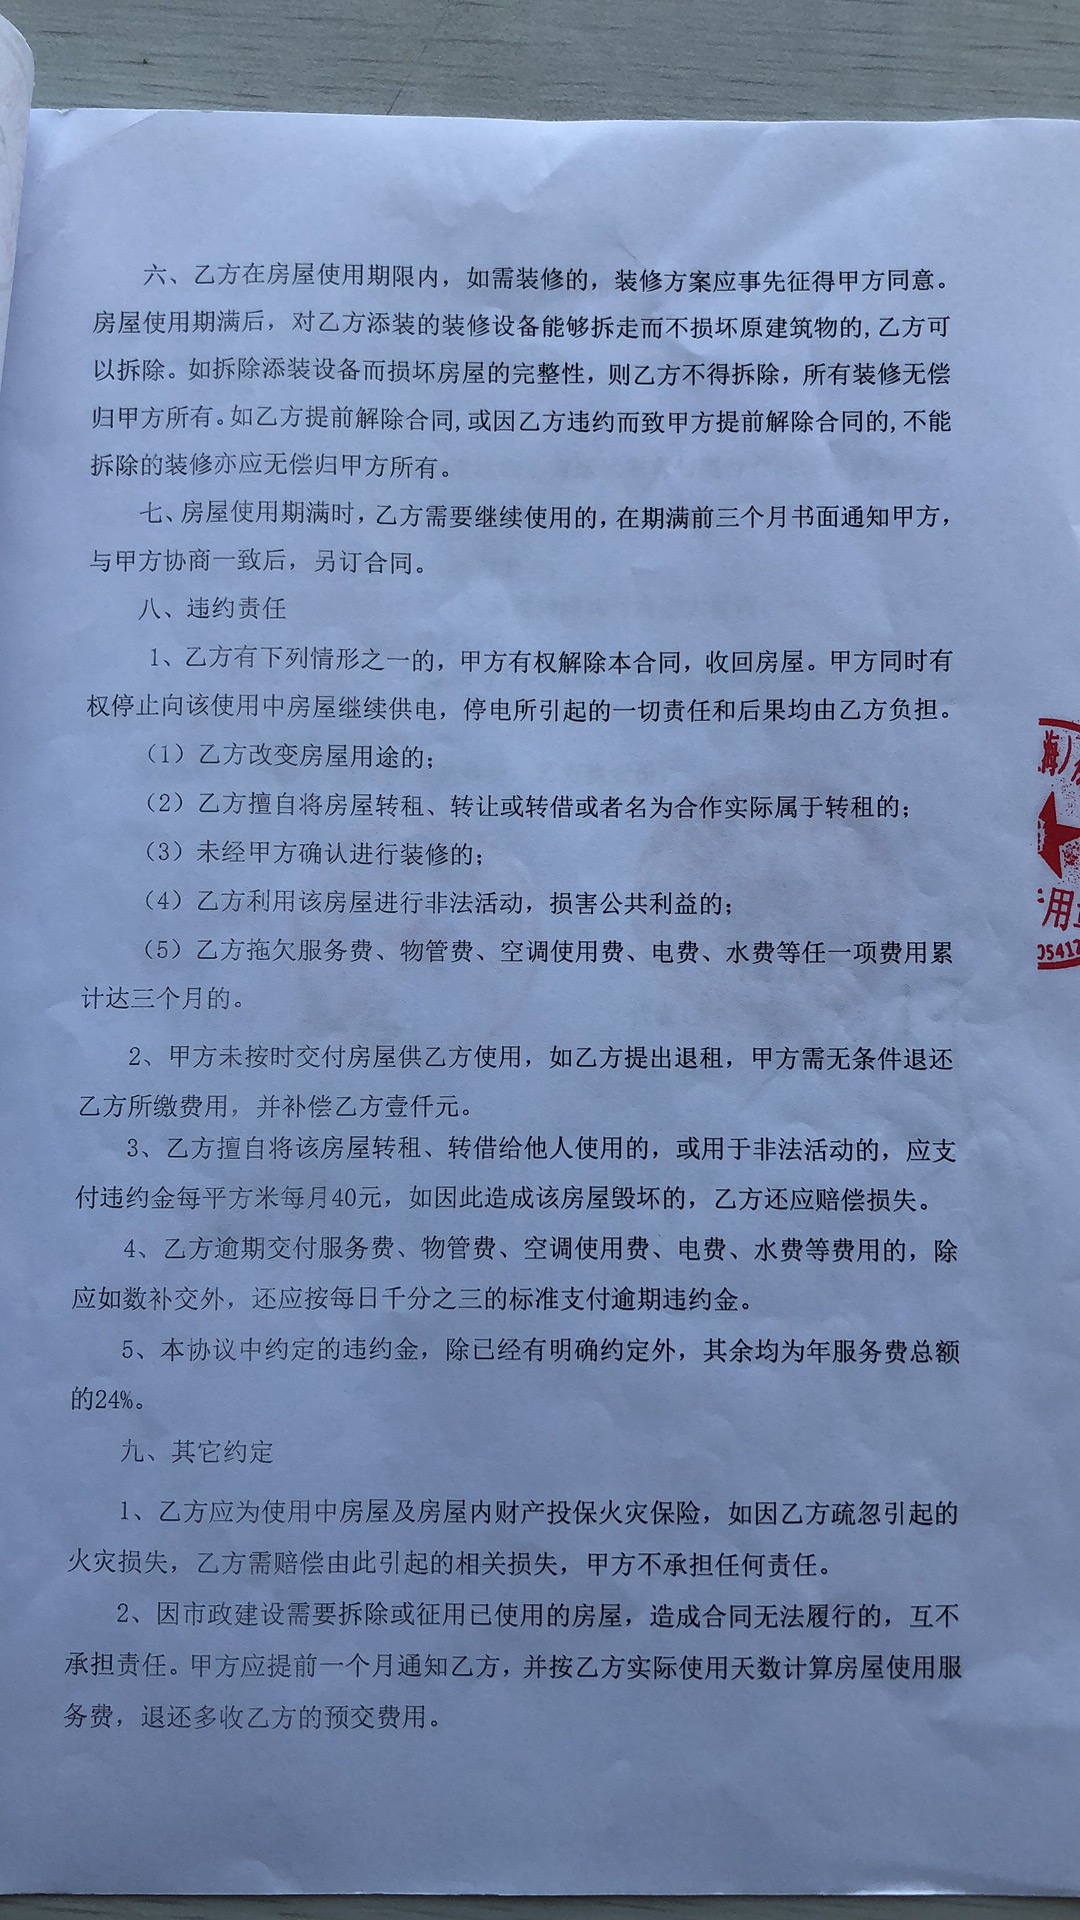 六、乙方在房屋使用期限内，如需装修的，装修方案应事先征得甲方同意。
房屋使用期满后，对乙方添装的装修设备能够拆走而不损坏原建筑物的,乙方可
以拆除。如拆除添装设备而损坏房屋的完整性，则乙方不得拆除，所有装修无偿
归甲方所有。如乙方提前解除合同,或因乙方违约而致甲方提前解除合同的,不能
拆除的装修亦应无偿归甲方所有。
七、房屋使用期满时,乙方需要继续使用的,在期满前三个月书面通知甲方,
与甲方协商一致后，另订合同。
八、违约责任
1、乙方有下列情形之一的，甲方有权解除本合同，收回房屋。甲方同时有
权停止向该使用中房屋继续供电，停电所引起的一切责任和后果均由乙方负担。
（1）乙方改变房屋用途的；
（2）乙方擅自将房屋转租、转让或转借或者名为合作实际属于转租的；
（3）未经甲方确认进行装修的；
（4）乙方利用该房屋进行非法活动，损害公共利益的；
（5）乙方拖欠服务费、物管费、空调使用费、电费、水费等任一项费用累
计达三个月的。
2、甲方未按时交付房屋供乙方使用，如乙方提出退租，甲方需无条件退还
乙方所缴费用，并补偿乙方壹仟元。
3、乙方擅自将该房屋转租、转借给他人使用的，或用于非法活动的，应支
付违约金每平方米每月40元，如因此造成该房屋毁坏的，乙方还应赔偿损失。
4、乙方逾期交付服务费、物管费、空调使用费、电费、水费等费用的，除
应如数补交外，还应按每日千分之三的标准支付逾期违约金。
5、本协议中约定的违约金，除已经有明确约定外，其余均为年服务费总额
的24%。
九、其它约定
1、乙方应为使用中房屋及房屋内财产投保火灾保险，如因乙方疏忽引起的
火灾损失，乙方需赔偿由此引起的相关损失，甲方不承担任何责任。
2、因市政建设需要拆除或征用已使用的房屋，造成合同无法履行的，互不
承担责任。甲方应提前一个月通知乙方，并按乙方实际使用天数计算房屋使用服
务费，退还多收乙方的预交费用。
海
用
05412